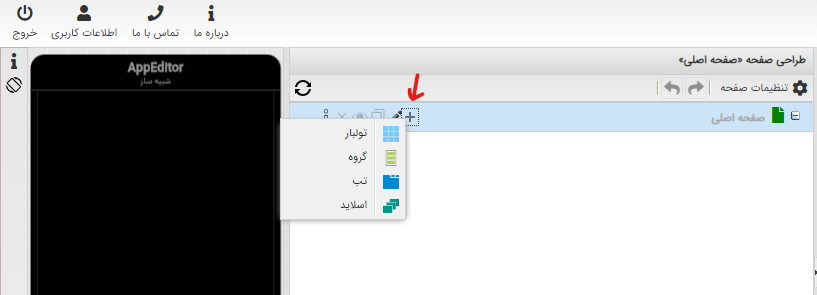 درباره ما
تماس با ما
اطلاعات کاربری
خروج
طراحی صفحه «صفحه اصلی»
تنظیمات صفحه
صفحه اصلی
تولبار
گروه
تب
اسلاید
AppEditor
شبیه ساز